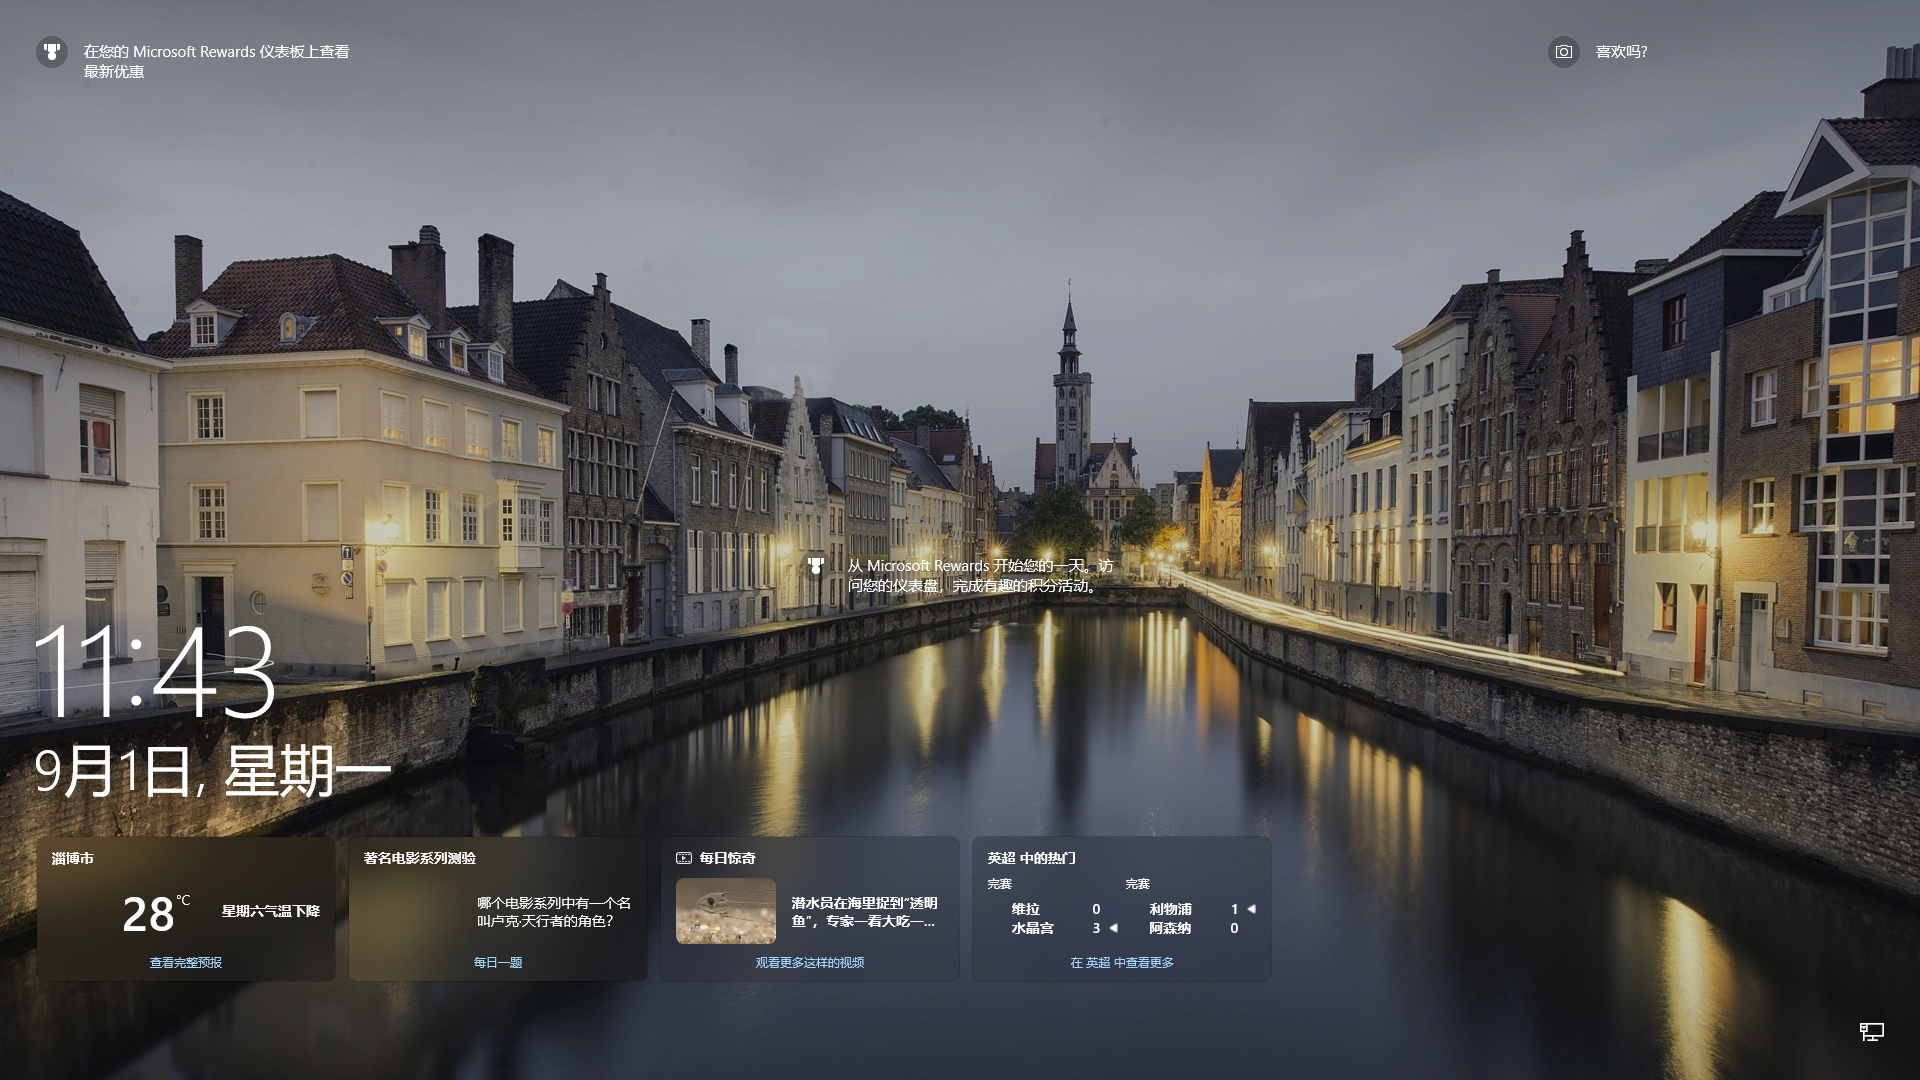 在您的 Microsoft Rewards 仪表板上查看
最新优惠
喜欢吗?
从 Microsoft Rewards 开始您的一天。访
问您的仪表盘，完成有趣的积分活动。
11:43
9月1日, 星期一
淄博市
28°C
星期六气温下降
查看完整预报
著名电影系列测验
哪个电影系列中有一个名
叫卢克·天行者的角色?
每日一题
每日惊奇
潜水员在海里捉到“透明
鱼”，专家一看大吃一...
观看更多这样的视频
英超 中的热门
完赛
维拉 0
水晶宫 3
完赛
利物浦 1
阿森纳 0
在 英超 中查看更多